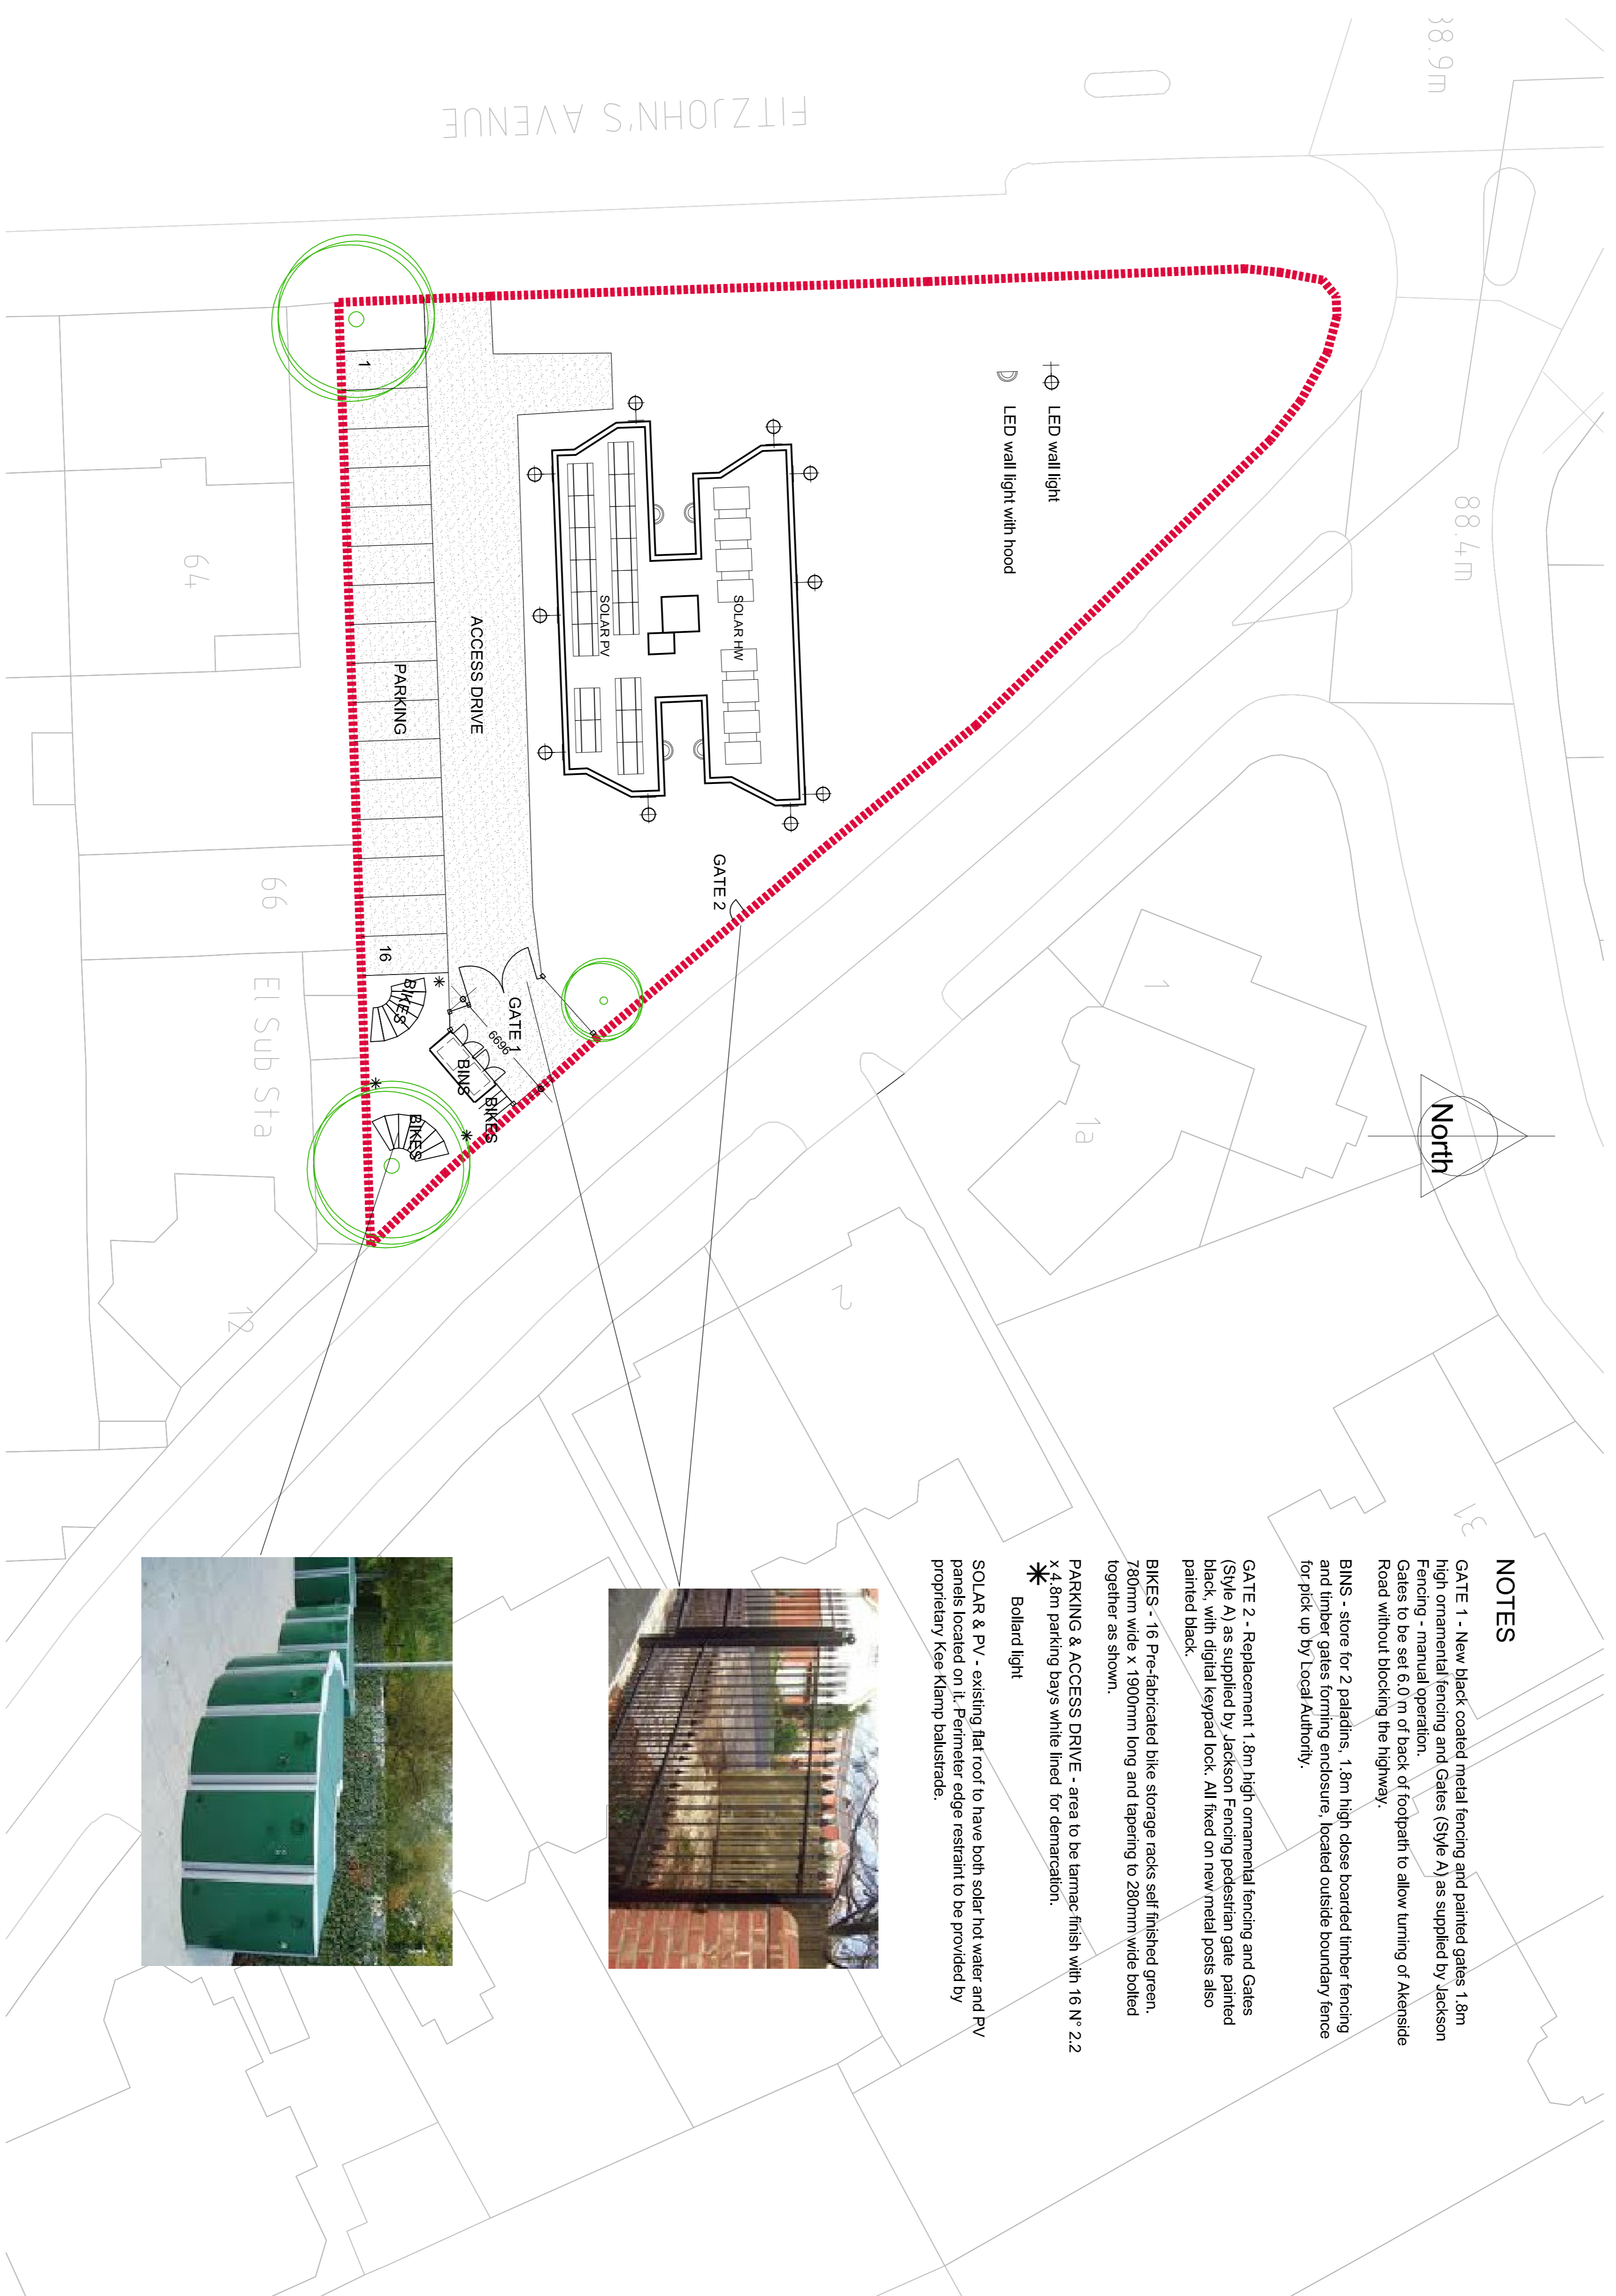 FITZJOHN'S AVENUE
38.9m
88.4m
LED wall light
LED wall light with hood
SOLAR HW
SOLAR PV
ACCESS DRIVE
PARKING
1
16
64
66
El Sub Sta
12
GATE 2
GATE 1
6696
BINS
BIKES
BIKES
BIKES
1
1a
2
31
North
NOTES
GATE 1 - New black coated metal fencing and painted gates 1.8m
high ornamental fencing and Gates (Style A) as supplied by Jackson
Fencing - manual operation.
Gates to be set 6.0 m of back of footpath to allow turning of Akenside
Road without blocking the highway.
BINS - store for 2 paladins, 1.8m high close boarded timber fencing
and timber gates forming enclosure, located outside boundary fence
for pick up by Local Authority.
GATE 2 - Replacement 1.8m high ornamental fencing and Gates
(Style A) as supplied by Jackson Fencing pedestrian gate painted
black, with digital keypad lock. All fixed on new metal posts also
painted black.
BIKES - 16 Pre-fabricated bike storage racks self finished green.
780mm wide x 1900mm long and tapering to 280mm wide bolted
together as shown.
PARKING & ACCESS DRIVE - area to be tarmac finish with 16 N° 2.2
x 4.8m parking bays white lined for demarcation.
Bollard light
SOLAR & PV - existing flat roof to have both solar hot water and PV
panels located on it. Perimeter edge restraint to be provided by
proprietary Kee Klamp balustrade.